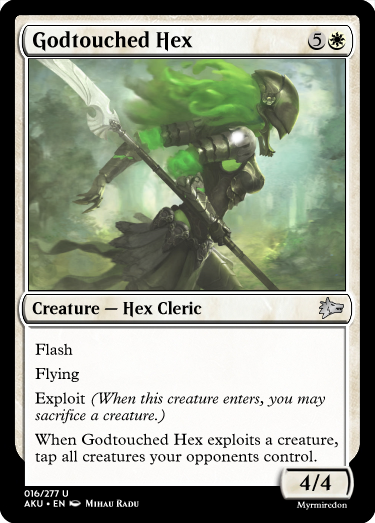 Godtouched Hex 5
Creature — Hex Cleric
Flash
Flying
Exploit (When this creature enters, you may
sacrifice a creature.)
When Godtouched Hex exploits a creature,
tap all creatures your opponents control.
4/4
016/277 U
AKU • EN Mihau Radu
Myrmiredon